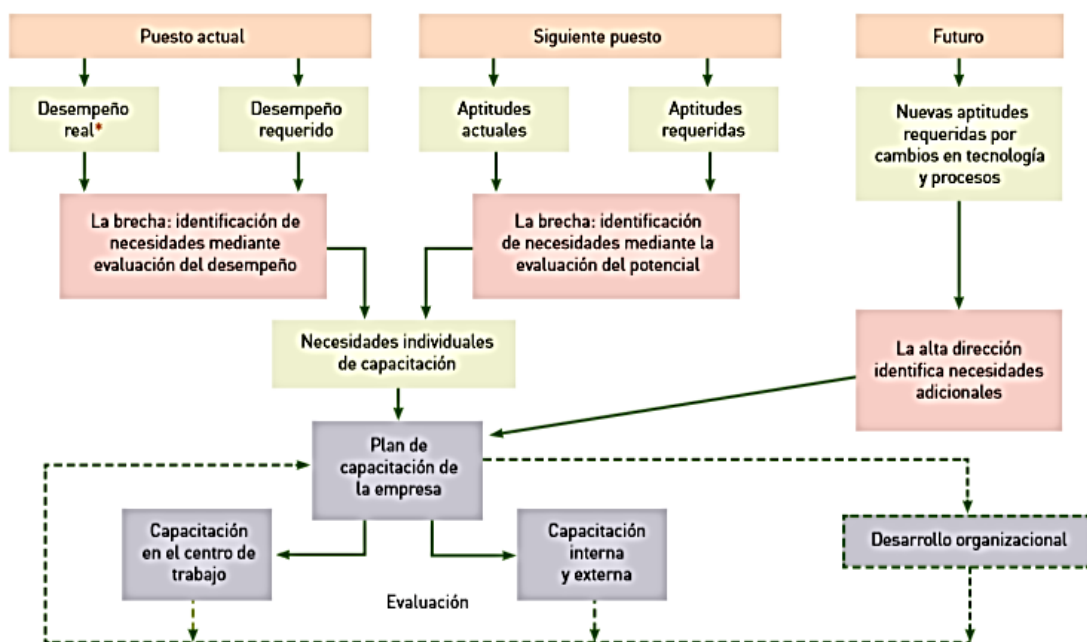 Puesto actual
Siguiente puesto
Futuro
Desempeño
real*
Desempeño
requerido
Aptitudes
actuales
Aptitudes
requeridas
Nuevas aptitudes
requeridas por
cambios en tecnología
y procesos
La brecha: identificación de
necesidades mediante
evaluación del desempeño
La brecha: identificación
de necesidades mediante la
evaluación del potencial
Necesidades individuales
de capacitación
La alta dirección
identifica necesidades
adicionales
Plan de
capacitación de
la empresa
Capacitación
en el centro de
trabajo
Capacitación
interna
y externa
Desarrollo organizacional
Evaluación